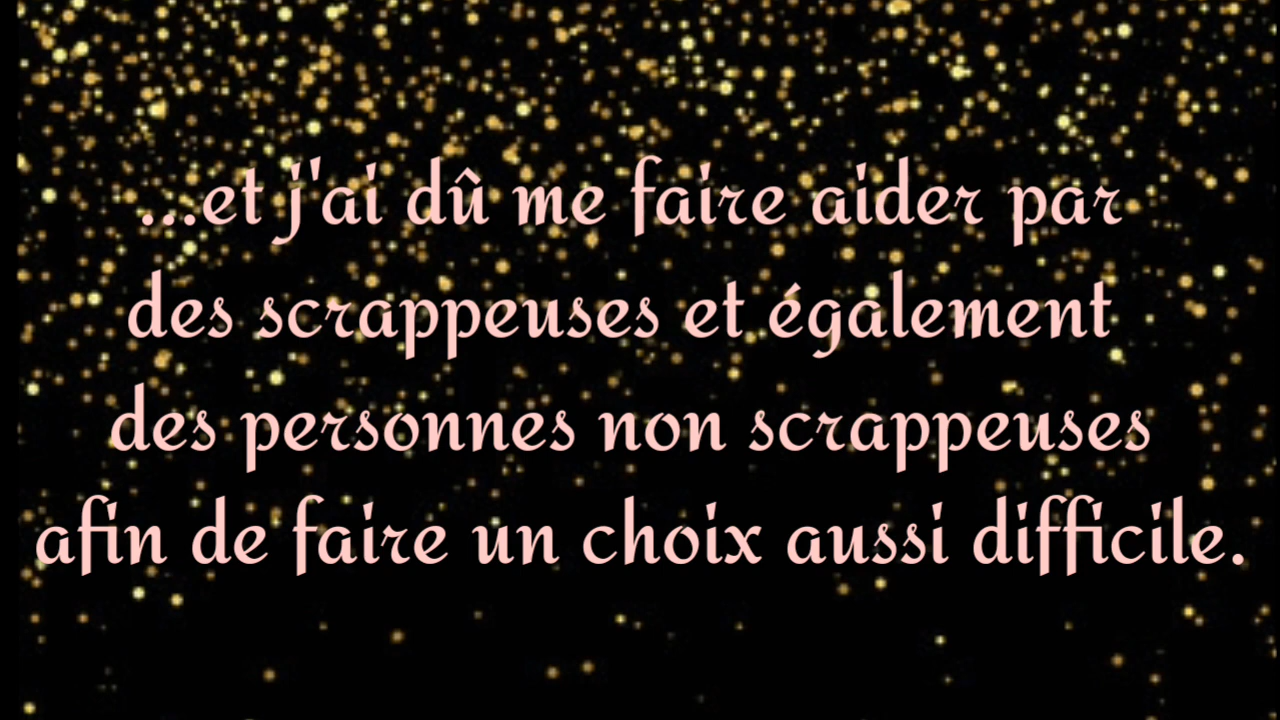 ...et j'ai dû me faire aider par
des scrappeuses et également
des personnes non scrappeuses
afin de faire un choix aussi difficile.